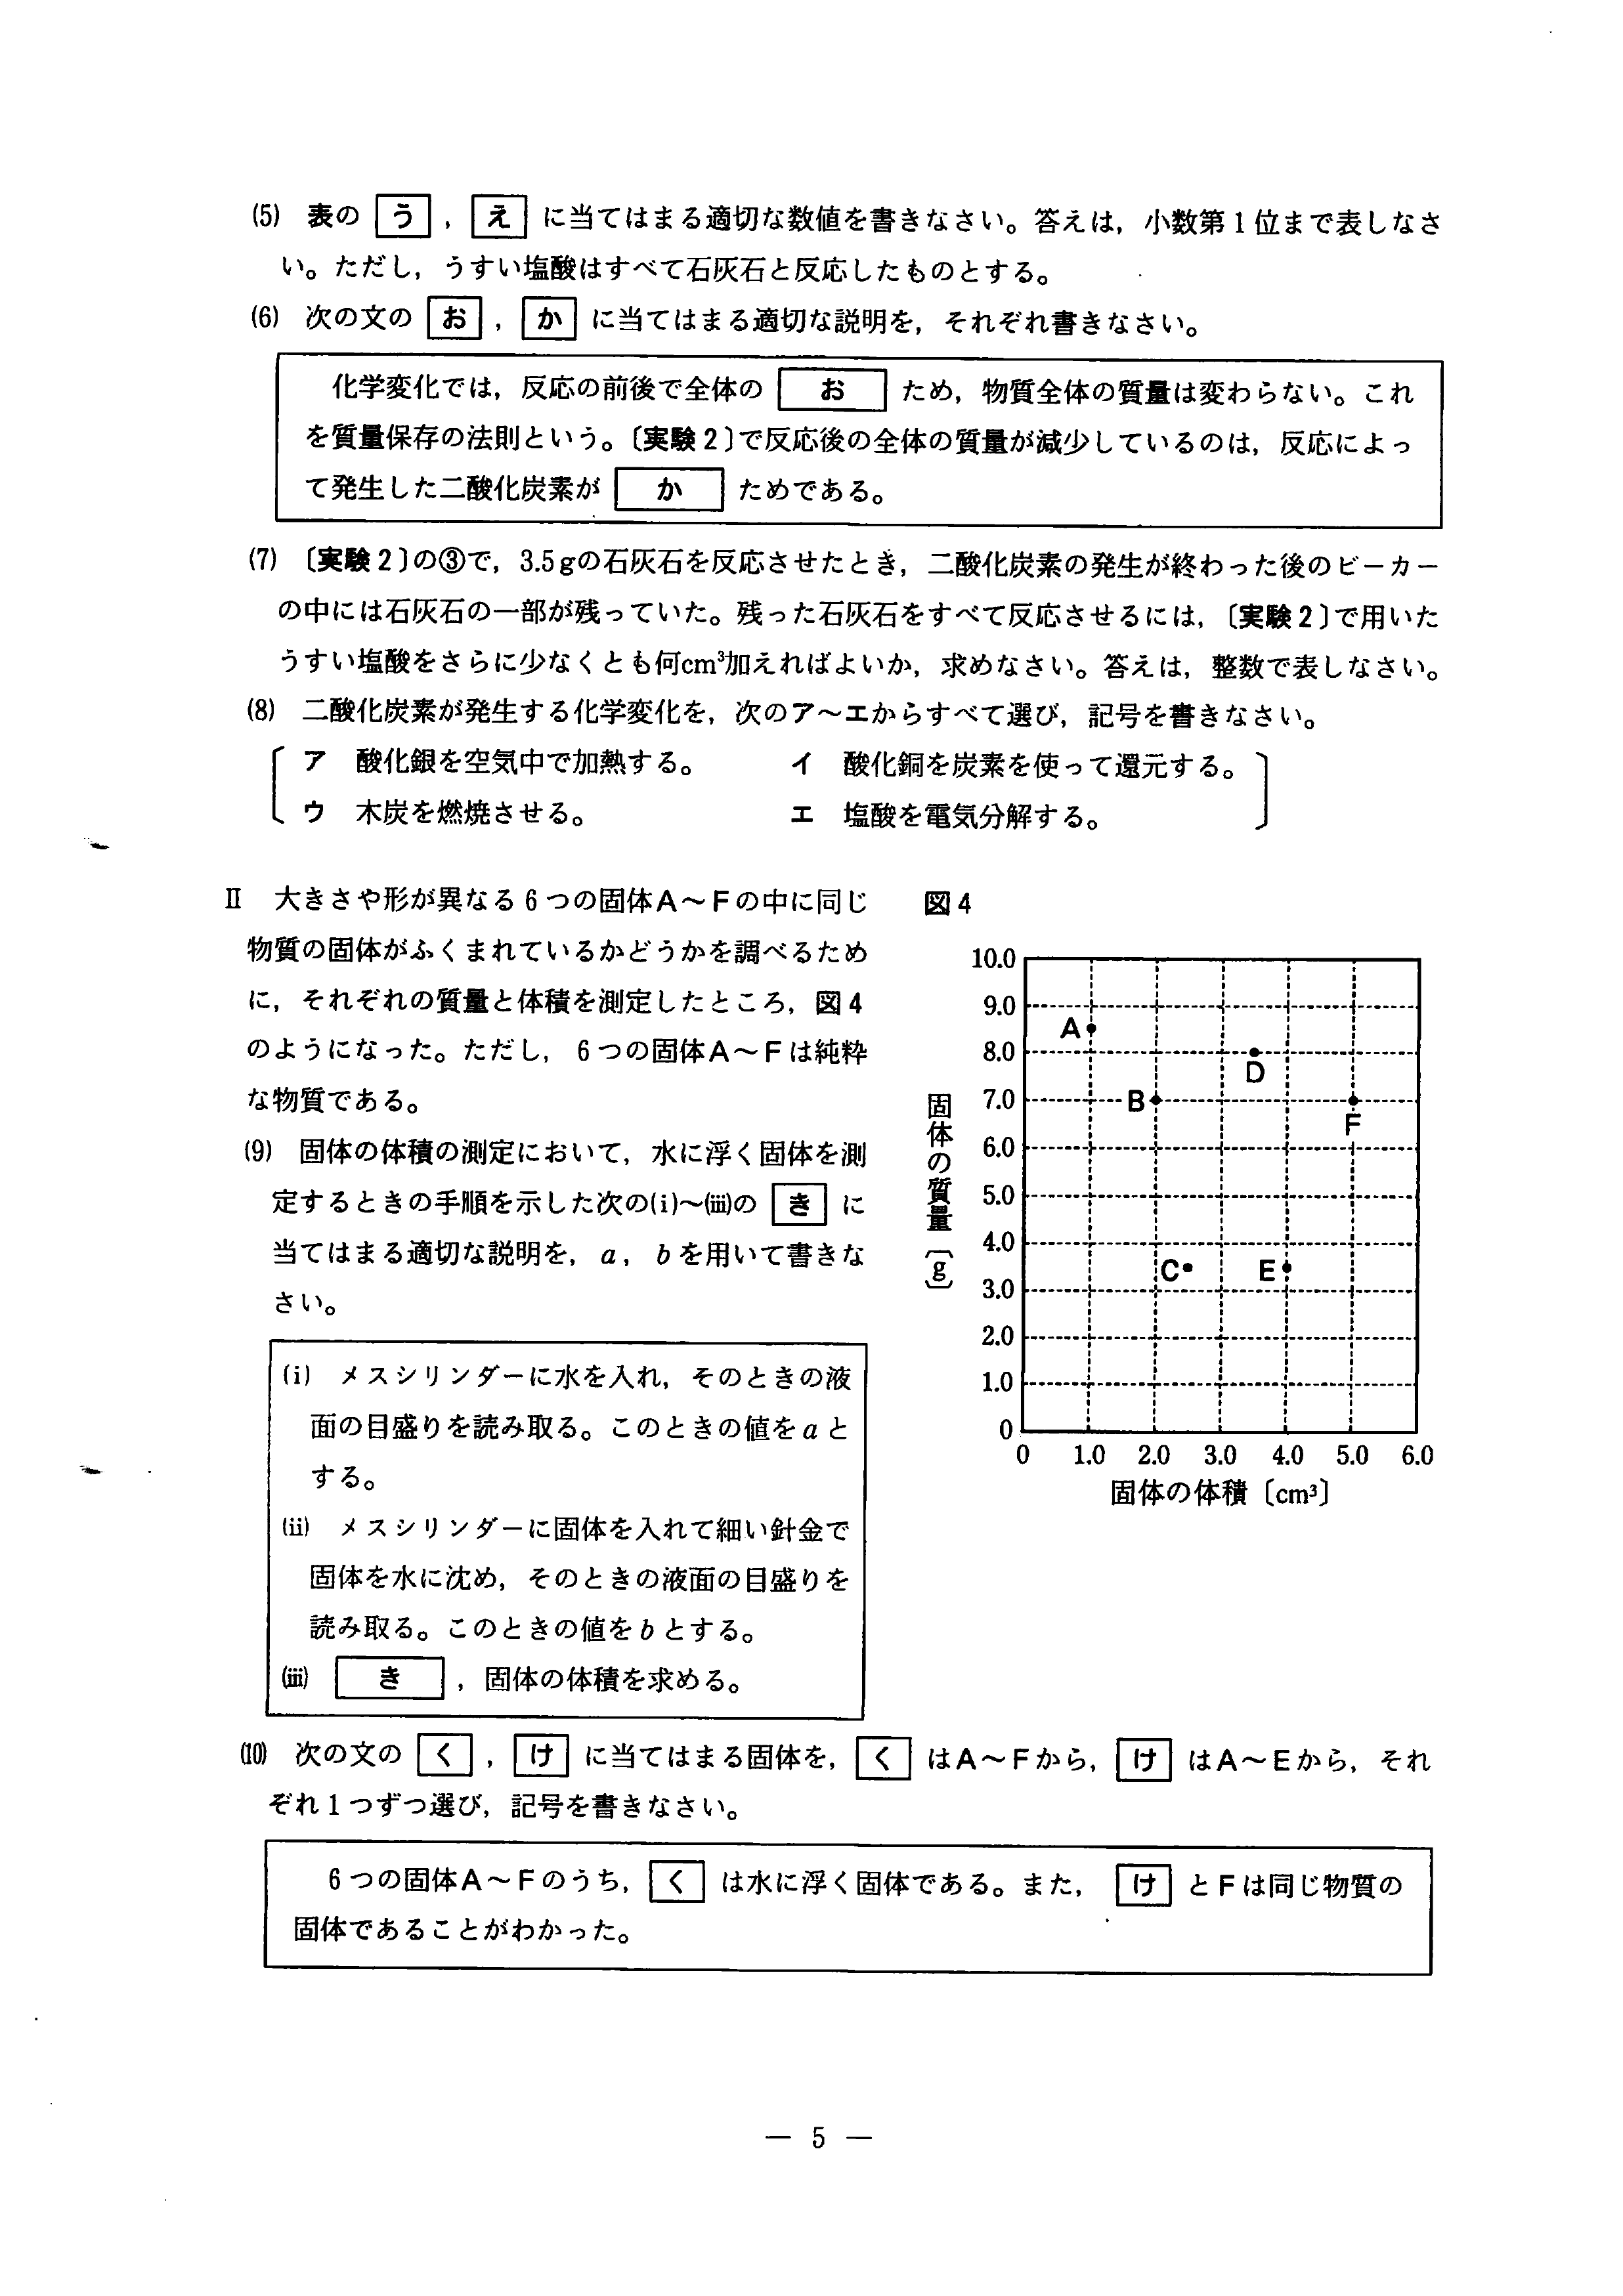 (5) 表の う ， え に当てはまる適切な数値を書きなさい。答えは，小数第1位まで表しなさ
い。ただし，うすい塩酸はすべて石灰石と反応したものとする。
(6) 次の文の お ， か に当てはまる適切な説明を，それぞれ書きなさい。
化学変化では，反応の前後で全体の お ため，物質全体の質量は変わらない。これ
を質量保存の法則という。〔実験2〕で反応後の全体の質量が減少しているのは，反応によっ
て発生した二酸化炭素が か ためである。
(7) 〔実験2〕の③で，3.5gの石灰石を反応させたとき，二酸化炭素の発生が終わった後のビーカー
の中には石灰石の一部が残っていた。残った石灰石をすべて反応させるには，〔実験2〕で用いた
うすい塩酸をさらに少なくとも何cm³加えればよいか，求めなさい。答えは，整数で表しなさい。
(8) 二酸化炭素が発生する化学変化を，次のア～エからすべて選び，記号を書きなさい。
ア 酸化銀を空気中で加熱する。 イ 酸化銅を炭素を使って還元する。
ウ 木炭を燃焼させる。 エ 塩酸を電気分解する。
Ⅱ 大きさや形が異なる6つの固体A～Fの中に同じ
物質の固体がふくまれているかどうかを調べるため
に，それぞれの質量と体積を測定したところ，図4
のようになった。ただし，6つの固体A～Fは純粋
な物質である。
(9) 固体の体積の測定において，水に浮く固体を測
定するときの手順を示した次の(i)～(iii)の き に
当てはまる適切な説明を，a，bを用いて書きな
さい。
(i) メスシリンダーに水を入れ，そのときの液
面の目盛りを読み取る。このときの値をaと
する。
(ii) メスシリンダーに固体を入れて細い針金で
固体を水に沈め，そのときの液面の目盛りを
読み取る。このときの値をbとする。
(iii) き ，固体の体積を求める。
図4
10.0
9.0
A
8.0
D
7.0
B
F
6.0
5.0
4.0
C
E
3.0
2.0
1.0
0
0 1.0 2.0 3.0 4.0 5.0 6.0
固体の質量〔g〕
固体の体積〔cm³〕
(10) 次の文の く ， け に当てはまる固体を， く はA～Fから， け はA～Eから，それ
ぞれ1つずつ選び，記号を書きなさい。
6つの固体A～Fのうち， く は水に浮く固体である。また， け とFは同じ物質の
固体であることがわかった。
— 5 —